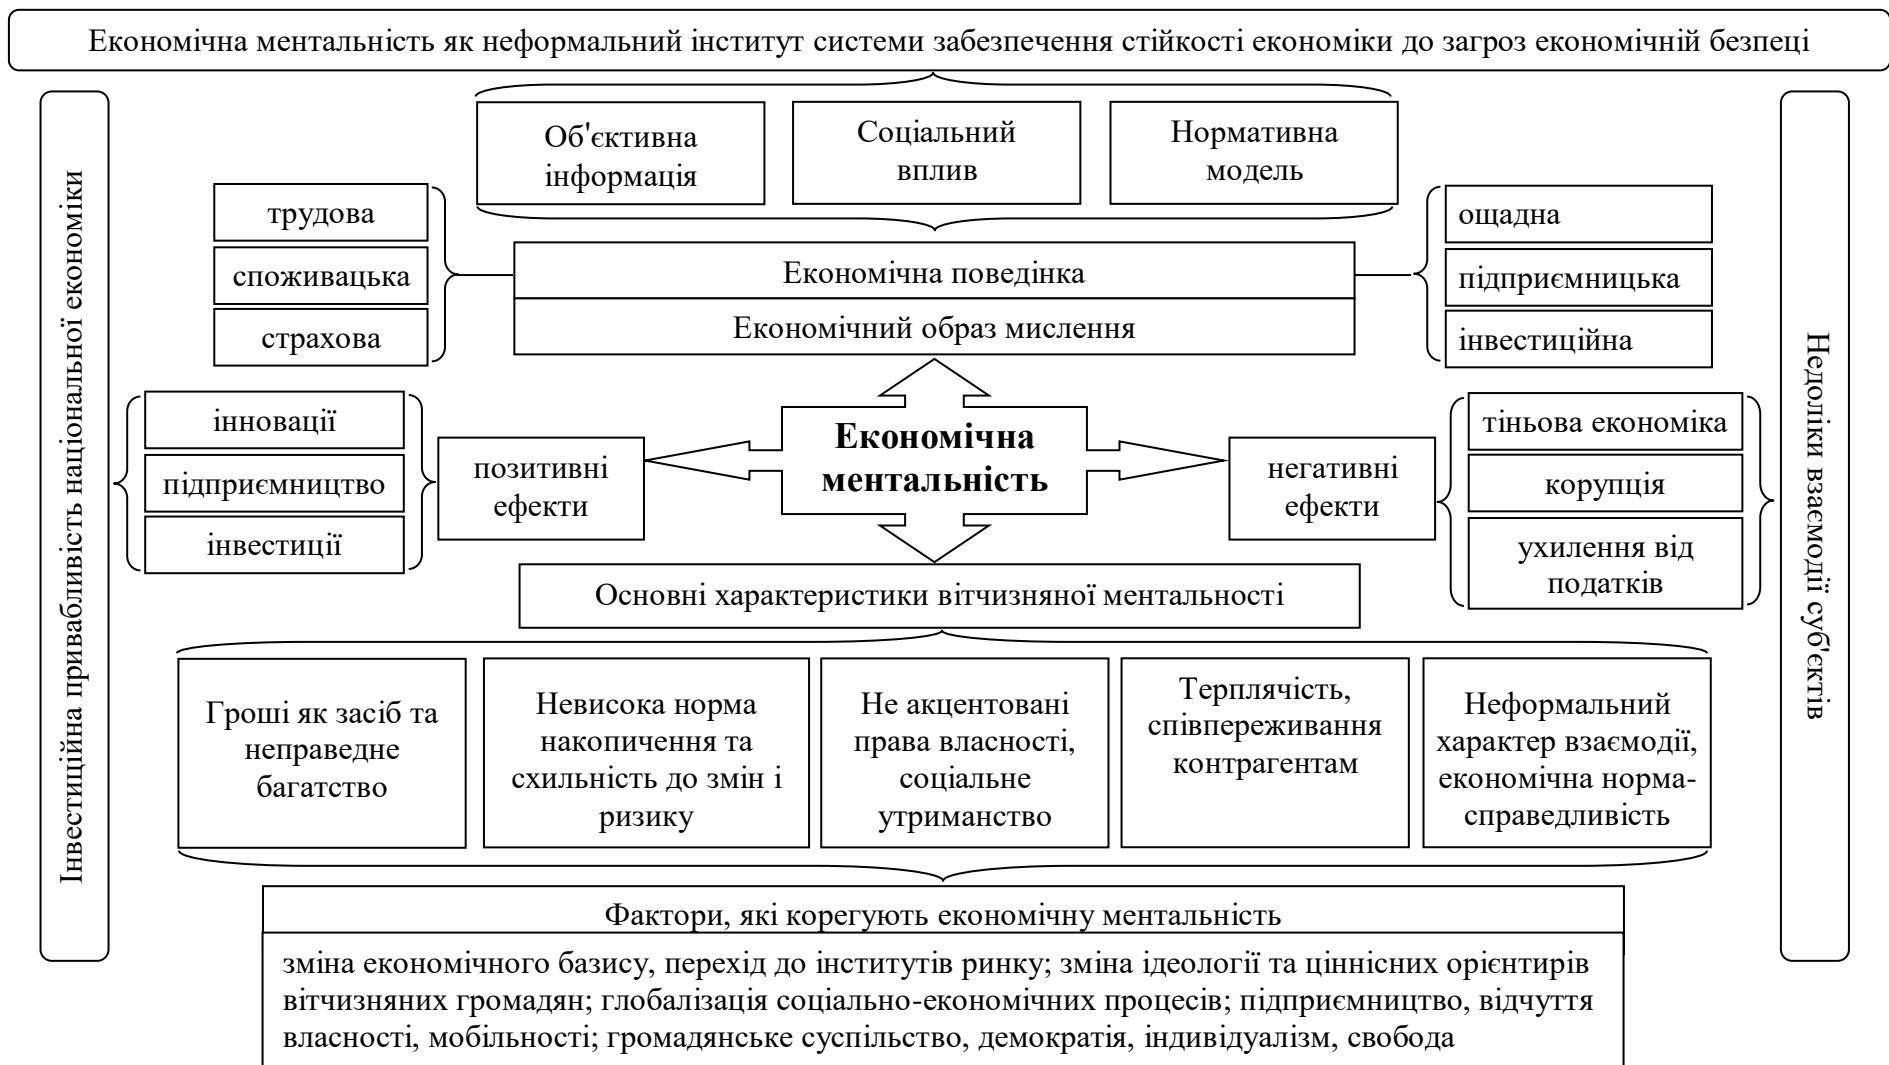 Економічна ментальність як неформальний інститут системи забезпечення стійкості економіки до загроз економічній безпеці
Інвестиційна привабливість національної економіки
Об'єктивна
інформація
Соціальний
вплив
Нормативна
модель
трудова
споживацька
страхова
Економічна поведінка
Економічний образ мислення
ощадна
підприємницька
інвестиційна
інновації
підприємництво
інвестиції
позитивні
ефекти
Економічна
ментальність
негативні
ефекти
тіньова економіка
корупція
ухилення від
податків
Недоліки взаємодії суб'єктів
Основні характеристики вітчизняної ментальності
Гроші як засіб та
неправедне
багатство
Невисока норма
накопичення та
схильність до змін і
ризику
Не акцентовані
права власності,
соціальне
утриманство
Терплячість,
співпереживання
контрагентам
Неформальний
характер взаємодії,
економічна норма-
справедливість
Фактори, які корегують економічну ментальність
зміна економічного базису, перехід до інститутів ринку; зміна ідеології та ціннісних орієнтирів
вітчизняних громадян; глобалізація соціально-економічних процесів; підприємництво, відчуття
власності, мобільності; громадянське суспільство, демократія, індивідуалізм, свобода